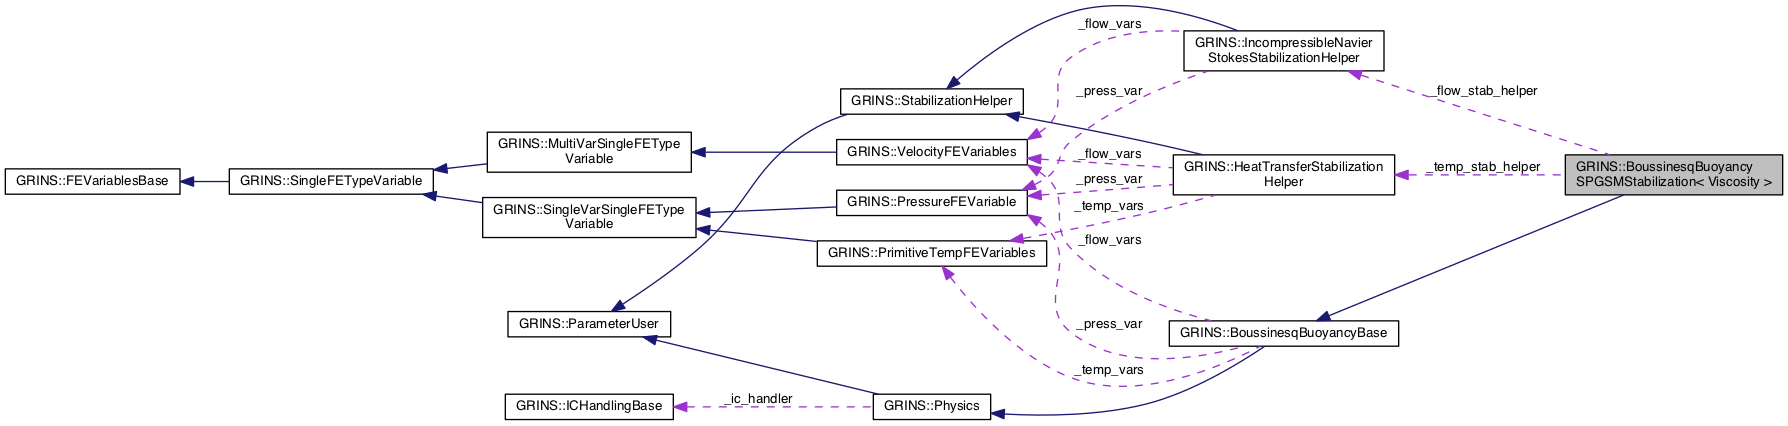 GRINS::FEVariablesBase
GRINS::SingleFETypeVariable
GRINS::MultiVarSingleFEType
Variable
GRINS::SingleVarSingleFEType
Variable
GRINS::ParameterUser
GRINS::ICHandlingBase
GRINS::StabilizationHelper
GRINS::VelocityFEVariables
GRINS::PressureFEVariable
GRINS::PrimitiveTempFEVariables
GRINS::Physics
_ic_handler
_flow_vars
_press_var
_flow_vars
_press_var
_temp_vars
_flow_vars
_press_var
_temp_vars
GRINS::IncompressibleNavier
StokesStabilizationHelper
GRINS::HeatTransferStabilization
Helper
GRINS::BoussinesqBuoyancyBase
_flow_stab_helper
_temp_stab_helper
GRINS::BoussinesqBuoyancy
SPGSMStabilization< Viscosity >